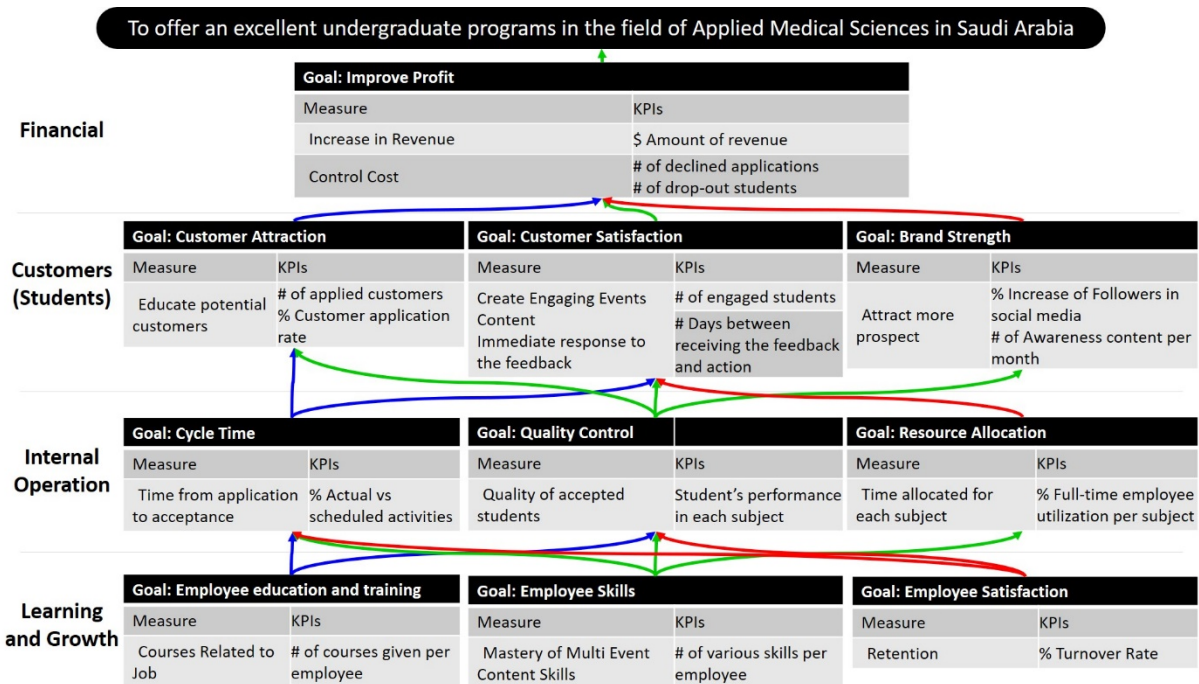 To offer an excellent undergraduate programs in the field of Applied Medical Sciences in Saudi Arabia
Financial
Goal: Improve Profit
Measure
KPIs
Increase in Revenue
$ Amount of revenue
Control Cost
# of declined applications
# of drop-out students
Customers
(Students)
Goal: Customer Attraction
Measure
KPIs
Educate potential
customers
# of applied customers
% Customer application
rate
Goal: Customer Satisfaction
Measure
KPIs
Create Engaging Events
Content
Immediate response to
the feedback
# of engaged students
# Days between
receiving the feedback
and action
Goal: Brand Strength
Measure
KPIs
Attract more
prospect
% Increase of Followers in
social media
# of Awareness content per
month
Internal
Operation
Goal: Cycle Time
Measure
KPIs
Time from application
to acceptance
% Actual vs
scheduled activities
Goal: Quality Control
Measure
KPIs
Quality of accepted
students
Student’s performance
in each subject
Goal: Resource Allocation
Measure
KPIs
Time allocated for
each subject
% Full-time employee
utilization per subject
Learning
and Growth
Goal: Employee education and training
Measure
KPIs
Courses Related to
Job
# of courses given per
employee
Goal: Employee Skills
Measure
KPIs
Mastery of Multi Event
Content Skills
# of various skills per
employee
Goal: Employee Satisfaction
Measure
KPIs
Retention
% Turnover Rate